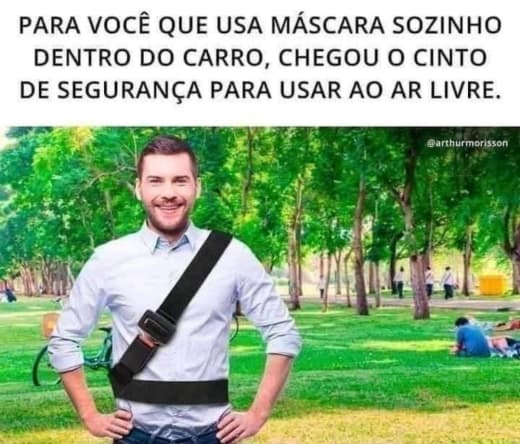 PARA VOCÊ QUE USA MÁSCARA SOZINHO
DENTRO DO CARRO, CHEGOU O CINTO
DE SEGURANÇA PARA USAR AO AR LIVRE.
@arthurmorisson